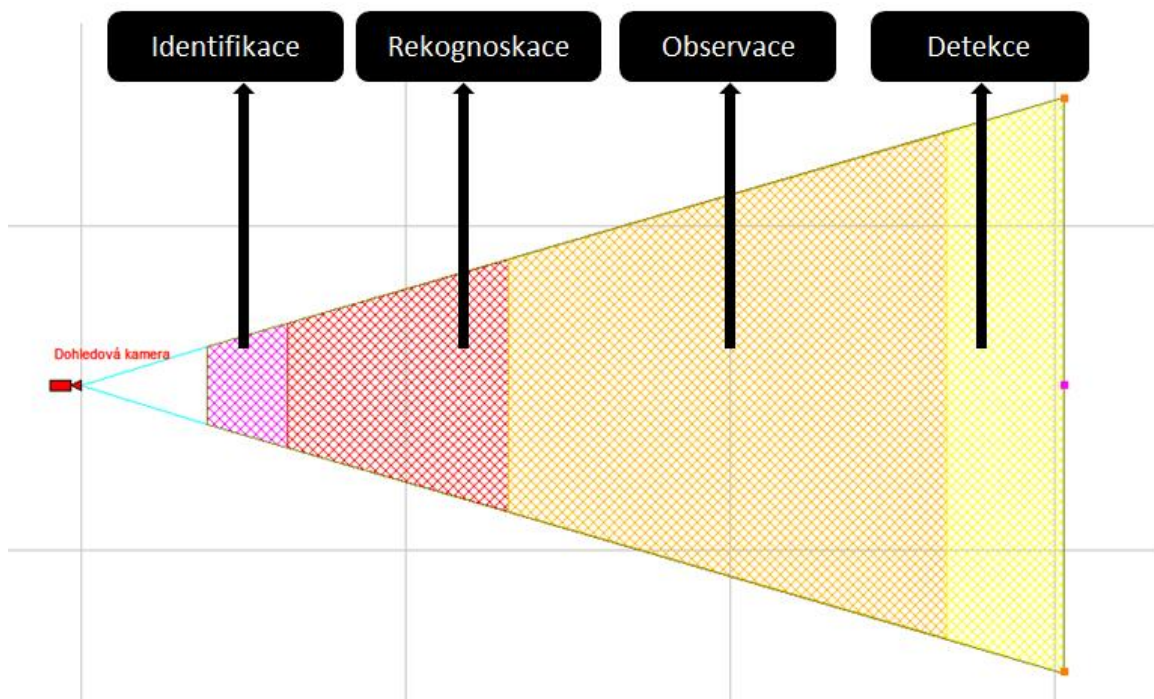 Identifikace
Rekognoskace
Observace
Detekce
Dohledová kamera